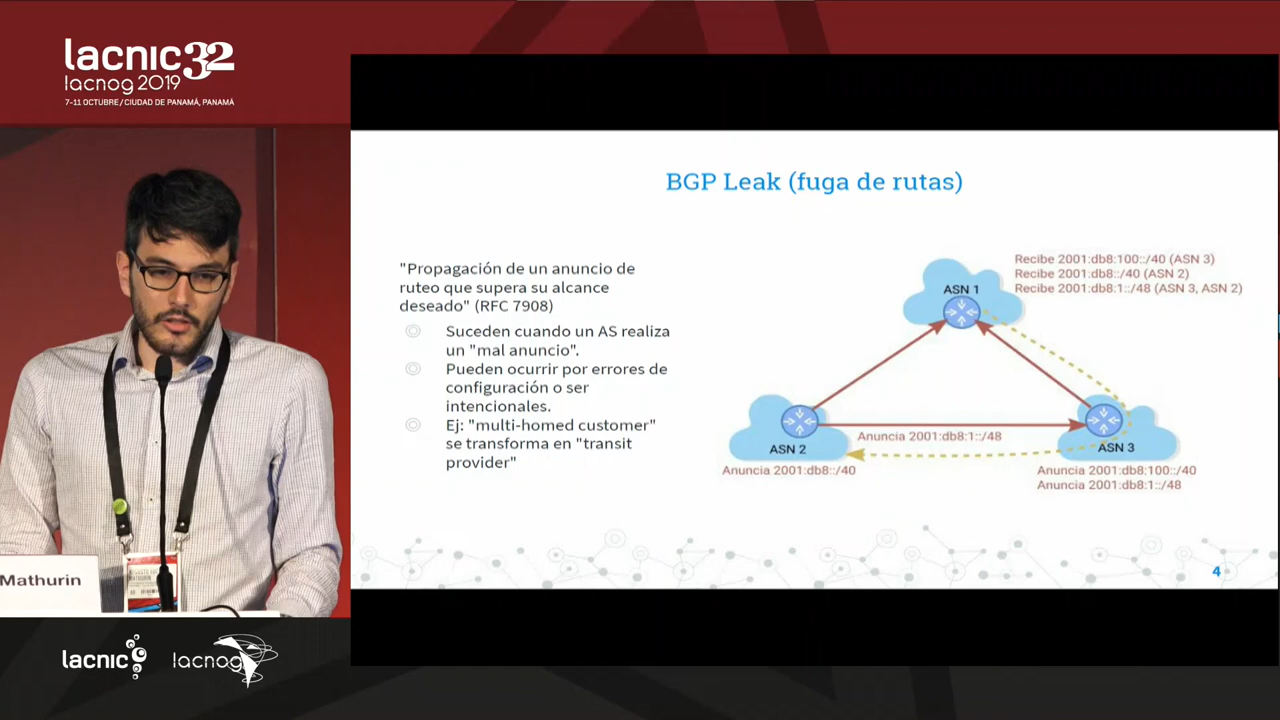 lacnic32
lacnog 2019
7-11 OCTUBRE / CIUDAD DE PANAMÁ, PANAMÁ
BGP Leak (fuga de rutas)
"Propagación de un anuncio de
ruteo que supera su alcance
deseado" (RFC 7908)
Suceden cuando un AS realiza
un "mal anuncio".
Pueden ocurrir por errores de
configuración o ser
intencionales.
Ej: "multi-homed customer"
se transforma en "transit
provider"
Recibe 2001:db8:100::/40 (ASN 3)
Recibe 2001:db8::/40 (ASN 2)
Recibe 2001:db8:1::/48 (ASN 3, ASN 2)
ASN 1
Anuncia 2001:db8:1::/48
ASN 2
ASN 3
Anuncia 2001:db8::/40
Anuncia 2001:db8:100::/40
Anuncia 2001:db8:1::/48
4
Mathurin
MATHURIN
lacnic
lacnog